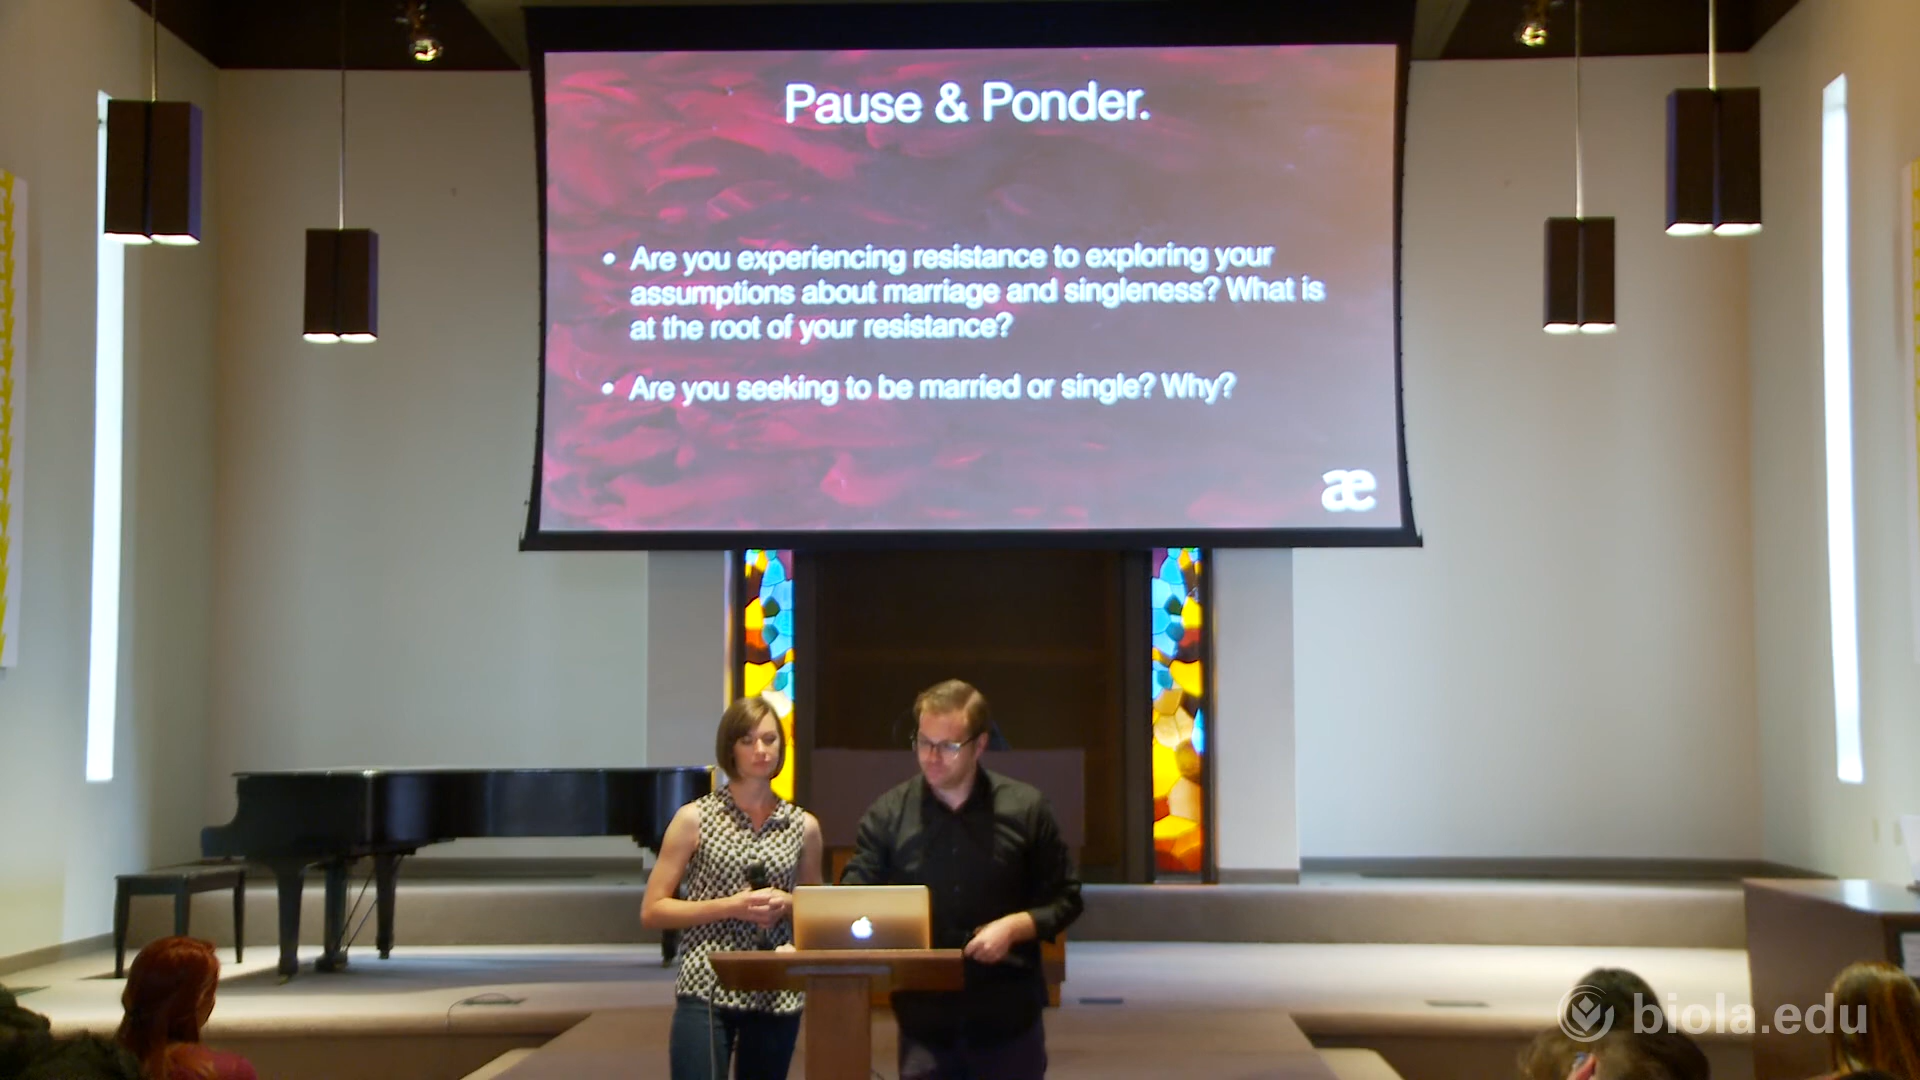 Pause & Ponder.
• Are you experiencing resistance to exploring your
assumptions about marriage and singleness? What is
at the root of your resistance?
• Are you seeking to be married or single? Why?
æ
biola.edu